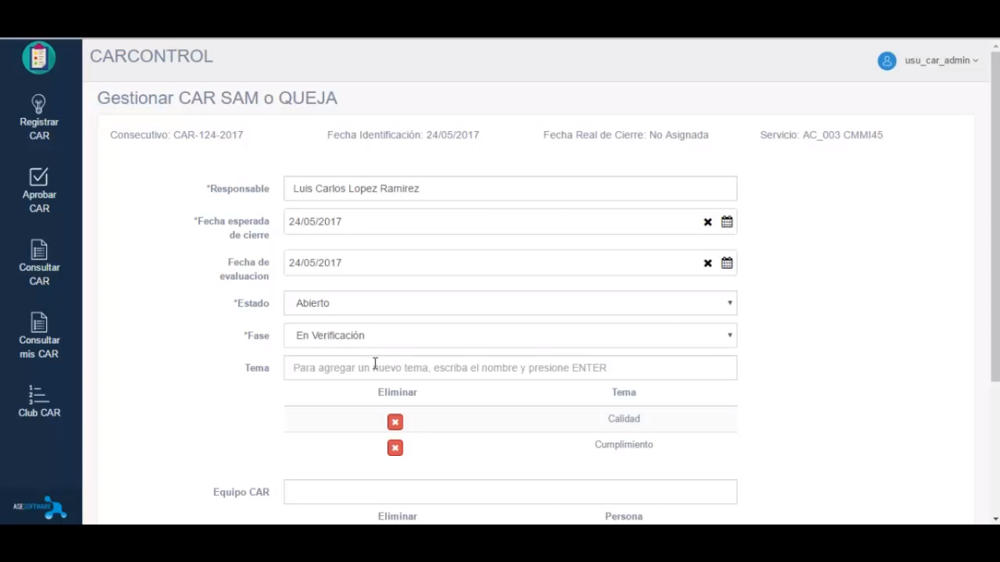 CARCONTROL
usu_car_admin
Gestionar CAR SAM o QUEJA
Consecutivo: CAR-124-2017 Fecha Identificación: 24/05/2017 Fecha Real de Cierre: No Asignada Servicio: AC_003 CMMI45
Registrar
CAR
Aprobar
CAR
Consultar
CAR
Consultar
mis CAR
1
2
3
Club CAR
ASESOFTWARE
*Responsable Luis Carlos Lopez Ramirez
*Fecha esperada
de cierre
24/05/2017
Fecha de
evaluacion
24/05/2017
*Estado Abierto
*Fase En Verificación
Tema Para agregar un nuevo tema, escriba el nombre y presione ENTER
Eliminar Tema
Calidad
Cumplimiento
Equipo CAR
Eliminar Persona